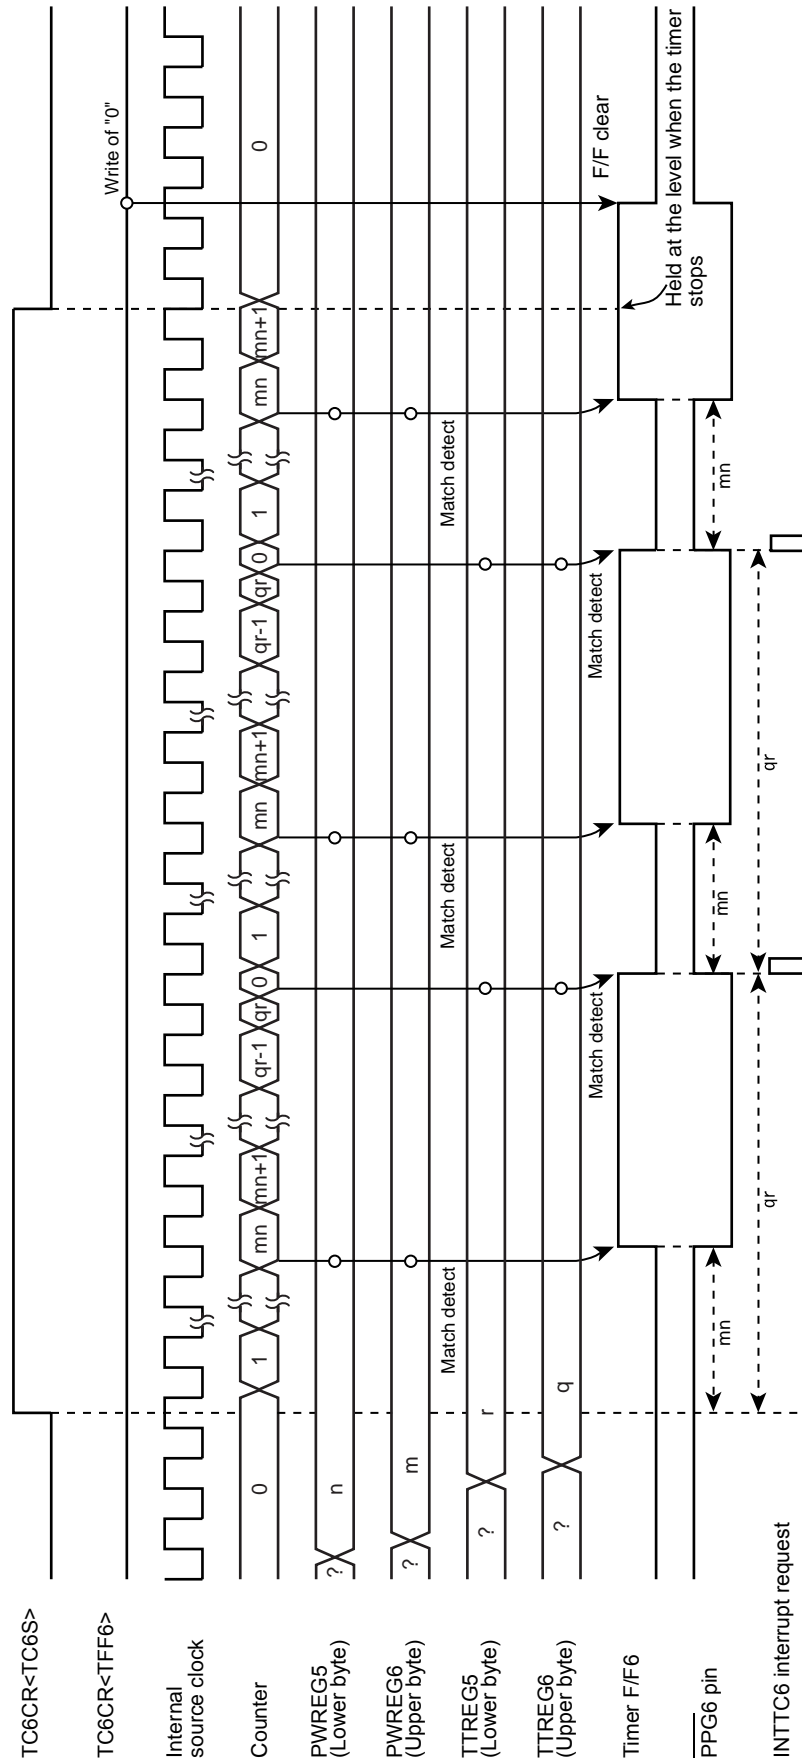 TC6CR<TC6S>
TC6CR<TFF6>
Write of "0"
Internal
source clock
Counter
0 1 mn mn+1 qr-1 qr 0 1 mn mn+1 qr-1 qr 0 1 mn mn+1 0
PWREG5
(Lower byte)
? n
PWREG6
(Upper byte)
? m
Match detect Match detect Match detect
TTREG5
(Lower byte)
? r
TTREG6
(Upper byte)
? q
Match detect Match detect F/F clear
Timer F/F6
Held at the level when the timer
stops
PPG6 pin
mn mn mn
qr qr
INTTC6 interrupt request